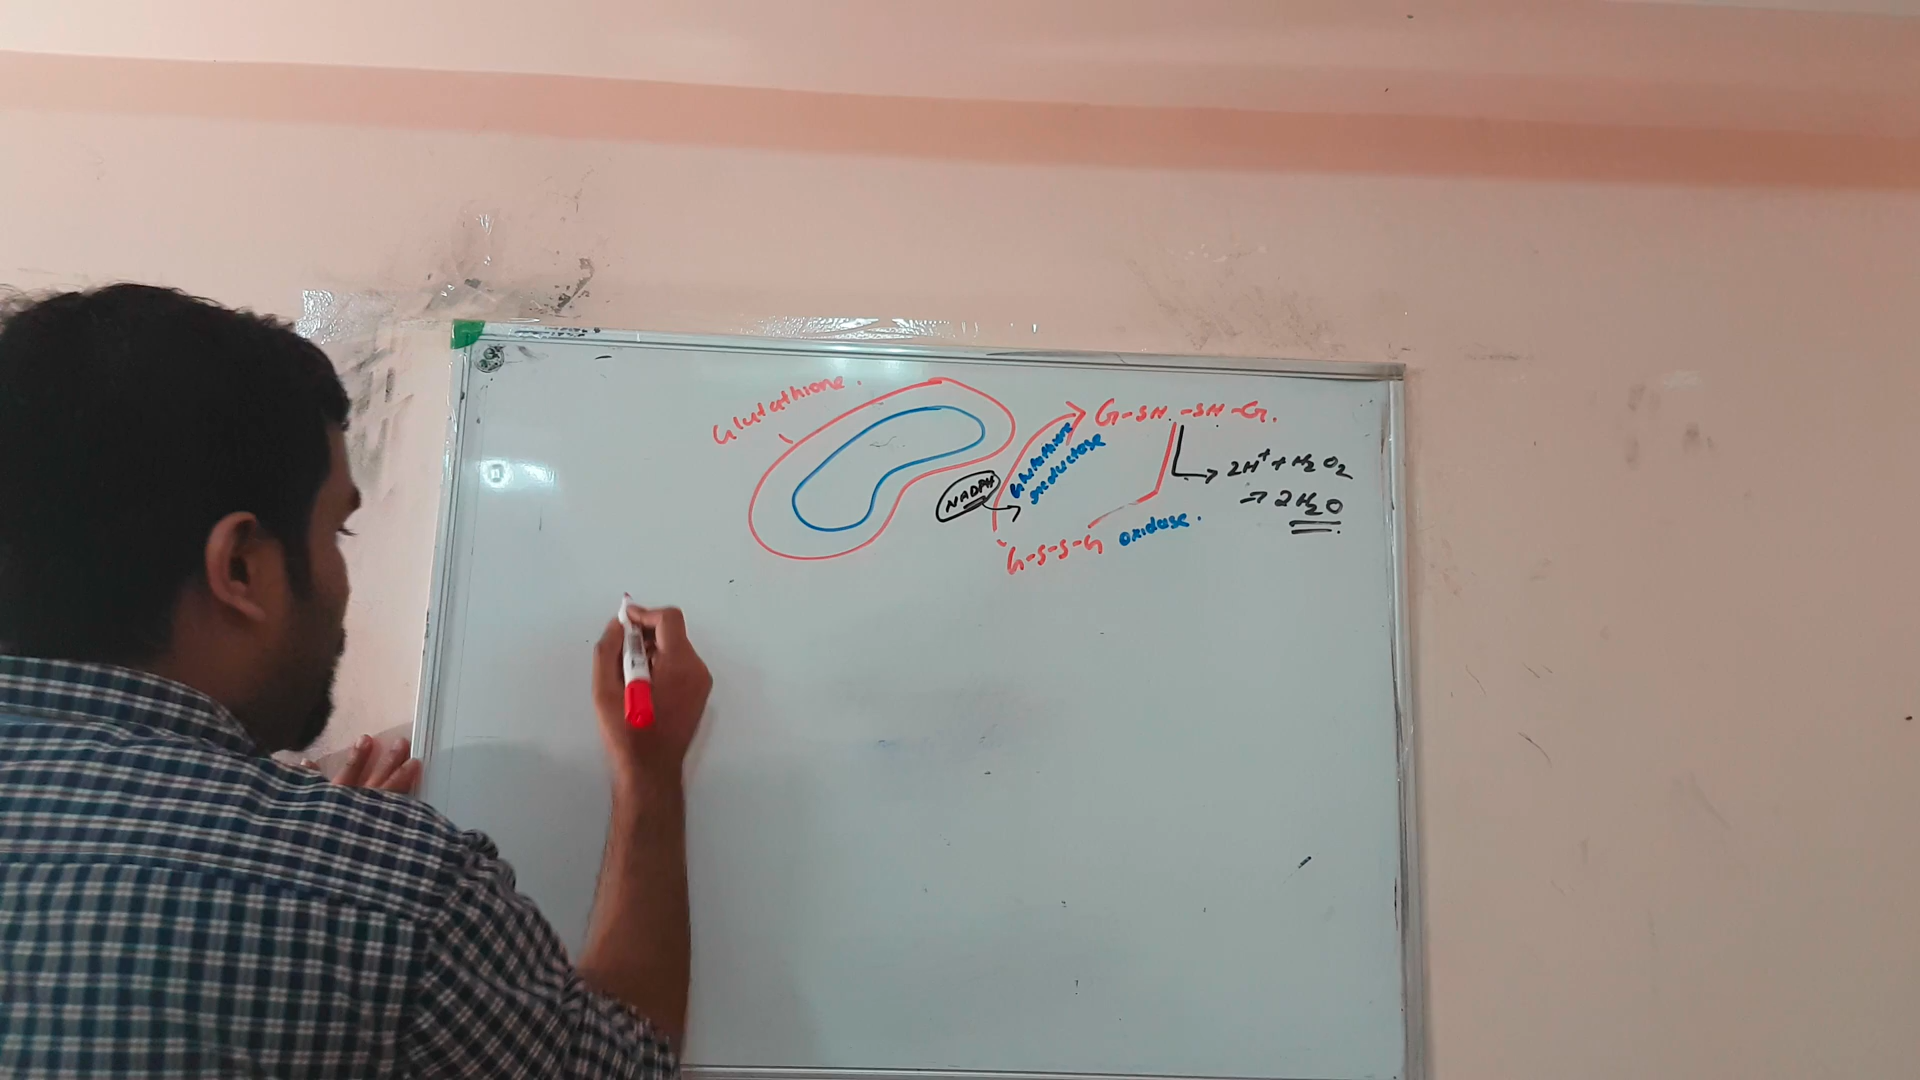 Glutathione.
G-SH -SH-G.
Glutathione
reductase
NADPH
2H⁺ + H₂O₂
→ 2H₂O
G-S-S-G
oxidase.